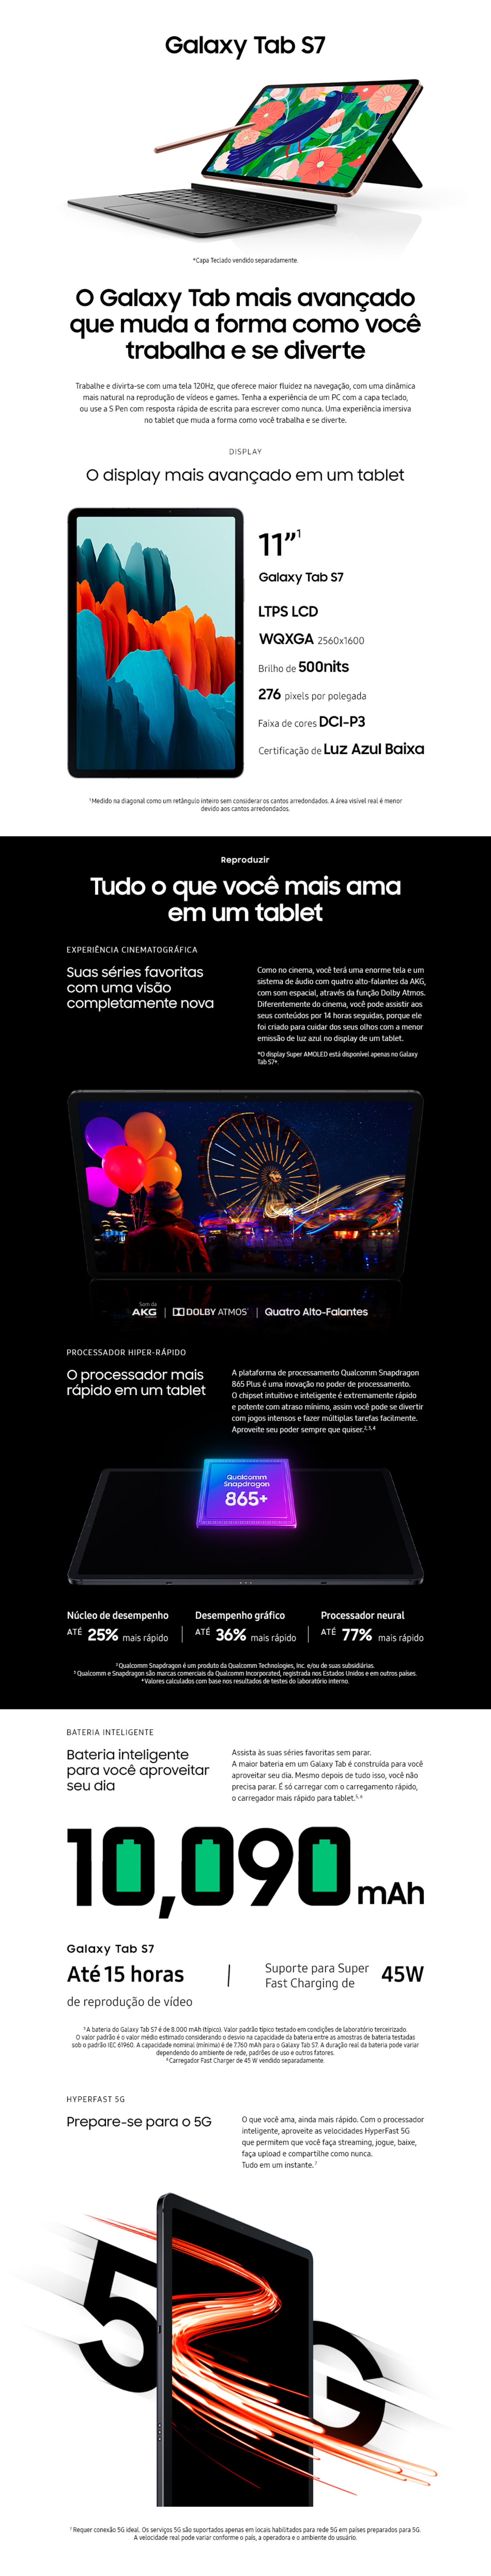 Galaxy Tab S7
*Capa Teclado vendido separadamente.
O Galaxy Tab mais avançado
que muda a forma como você
trabalha e se diverte
Trabalhe e divirta-se com uma tela 120Hz, que oferece maior fluidez na navegação, com uma dinâmica
mais natural na reprodução de vídeos e games. Tenha a experiência de um PC com a capa teclado,
ou use a S Pen com resposta rápida de escrita para escrever como nunca. Uma experiência imersiva
no tablet que muda a forma como você trabalha e se diverte.
DISPLAY
O display mais avançado em um tablet
11”¹
Galaxy Tab S7
LTPS LCD
WQXGA 2560x1600
Brilho de 500nits
276 pixels por polegada
Faixa de cores DCI-P3
Certificação de Luz Azul Baixa
¹Medido na diagonal como um retângulo inteiro sem considerar os cantos arredondados. A área visível real é menor
devido aos cantos arredondados.
Reproduzir
Tudo o que você mais ama
em um tablet
EXPERIÊNCIA CINEMATOGRÁFICA
Suas séries favoritas
com uma visão
completamente nova
Como no cinema, você terá uma enorme tela e um
sistema de áudio com quatro alto-falantes da AKG,
com som espacial, através da função Dolby Atmos.
Diferentemente do cinema, você pode assistir aos
seus conteúdos por 14 horas seguidas, porque ele
foi criado para cuidar dos seus olhos com a menor
emissão de luz azul no display de um tablet.
*O display Super AMOLED está disponível apenas no Galaxy
Tab S7+.
Som da
AKG | DOLBY ATMOS | Quatro Alto-Falantes
PROCESSADOR HIPER-RÁPIDO
O processador mais
rápido em um tablet
A plataforma de processamento Qualcomm Snapdragon
865 Plus é uma inovação no poder de processamento.
O chipset intuitivo e inteligente é extremamente rápido
e potente com atraso mínimo, assim você pode se divertir
com jogos intensos e fazer múltiplas tarefas facilmente.
Aproveite seu poder sempre que quiser.²,³,⁴
Qualcomm
Snapdragon
865+
Núcleo de desempenho
ATÉ 25% mais rápido
Desempenho gráfico
ATÉ 36% mais rápido
Processador neural
ATÉ 77% mais rápido
²Qualcomm Snapdragon é um produto da Qualcomm Technologies, Inc. e/ou de suas subsidiárias.
³Qualcomm e Snapdragon são marcas comerciais da Qualcomm Incorporated, registrada nos Estados Unidos e em outros países.
⁴Valores calculados com base nos resultados de testes do laboratório interno.
BATERIA INTELIGENTE
Bateria inteligente
para você aproveitar
seu dia
Assista às suas séries favoritas sem parar.
A maior bateria em um Galaxy Tab é construída para você
aproveitar seu dia. Mesmo depois de tudo isso, você não
precisa parar. É só carregar com o carregamento rápido,
o carregador mais rápido para tablet.⁵,⁶
10,090 mAh
Galaxy Tab S7
Até 15 horas
de reprodução de vídeo
Suporte para Super
Fast Charging de 45W
⁵A bateria do Galaxy Tab S7 é de 8.000 mAh (típico). Valor padrão típico testado em condições de laboratório terceirizado.
O valor padrão é o valor médio estimado considerando o desvio na capacidade da bateria entre as amostras de bateria testadas
sob o padrão IEC 61960. A capacidade nominal (mínima) é de 7.760 mAh para o Galaxy Tab S7. A duração real da bateria pode variar
dependendo do ambiente de rede, padrões de uso e outros fatores.
⁶Carregador Fast Charger de 45 W vendido separadamente.
HYPERFAST 5G
Prepare-se para o 5G
O que você ama, ainda mais rápido. Com o processador
inteligente, aproveite as velocidades HyperFast 5G
que permitem que você faça streaming, jogue, baixe,
faça upload e compartilhe como nunca.
Tudo em um instante.⁷
5G
⁷ Requer conexão 5G ideal. Os serviços 5G são suportados apenas em locais habilitados para rede 5G em países preparados para 5G.
A velocidade real pode variar conforme o país, a operadora e o ambiente do usuário.